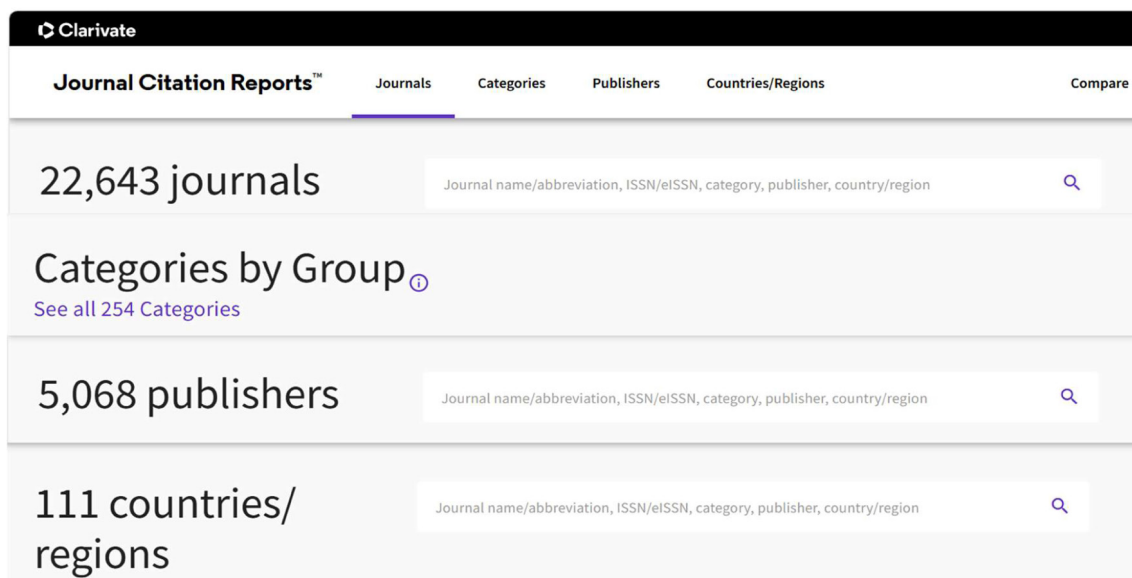 Clarivate
Journal Citation Reports™ Journals Categories Publishers Countries/Regions Compare
22,643 journals Journal name/abbreviation, ISSN/eISSN, category, publisher, country/region
Categories by Group
See all 254 Categories
5,068 publishers Journal name/abbreviation, ISSN/eISSN, category, publisher, country/region
111 countries/ Journal name/abbreviation, ISSN/eISSN, category, publisher, country/region
regions